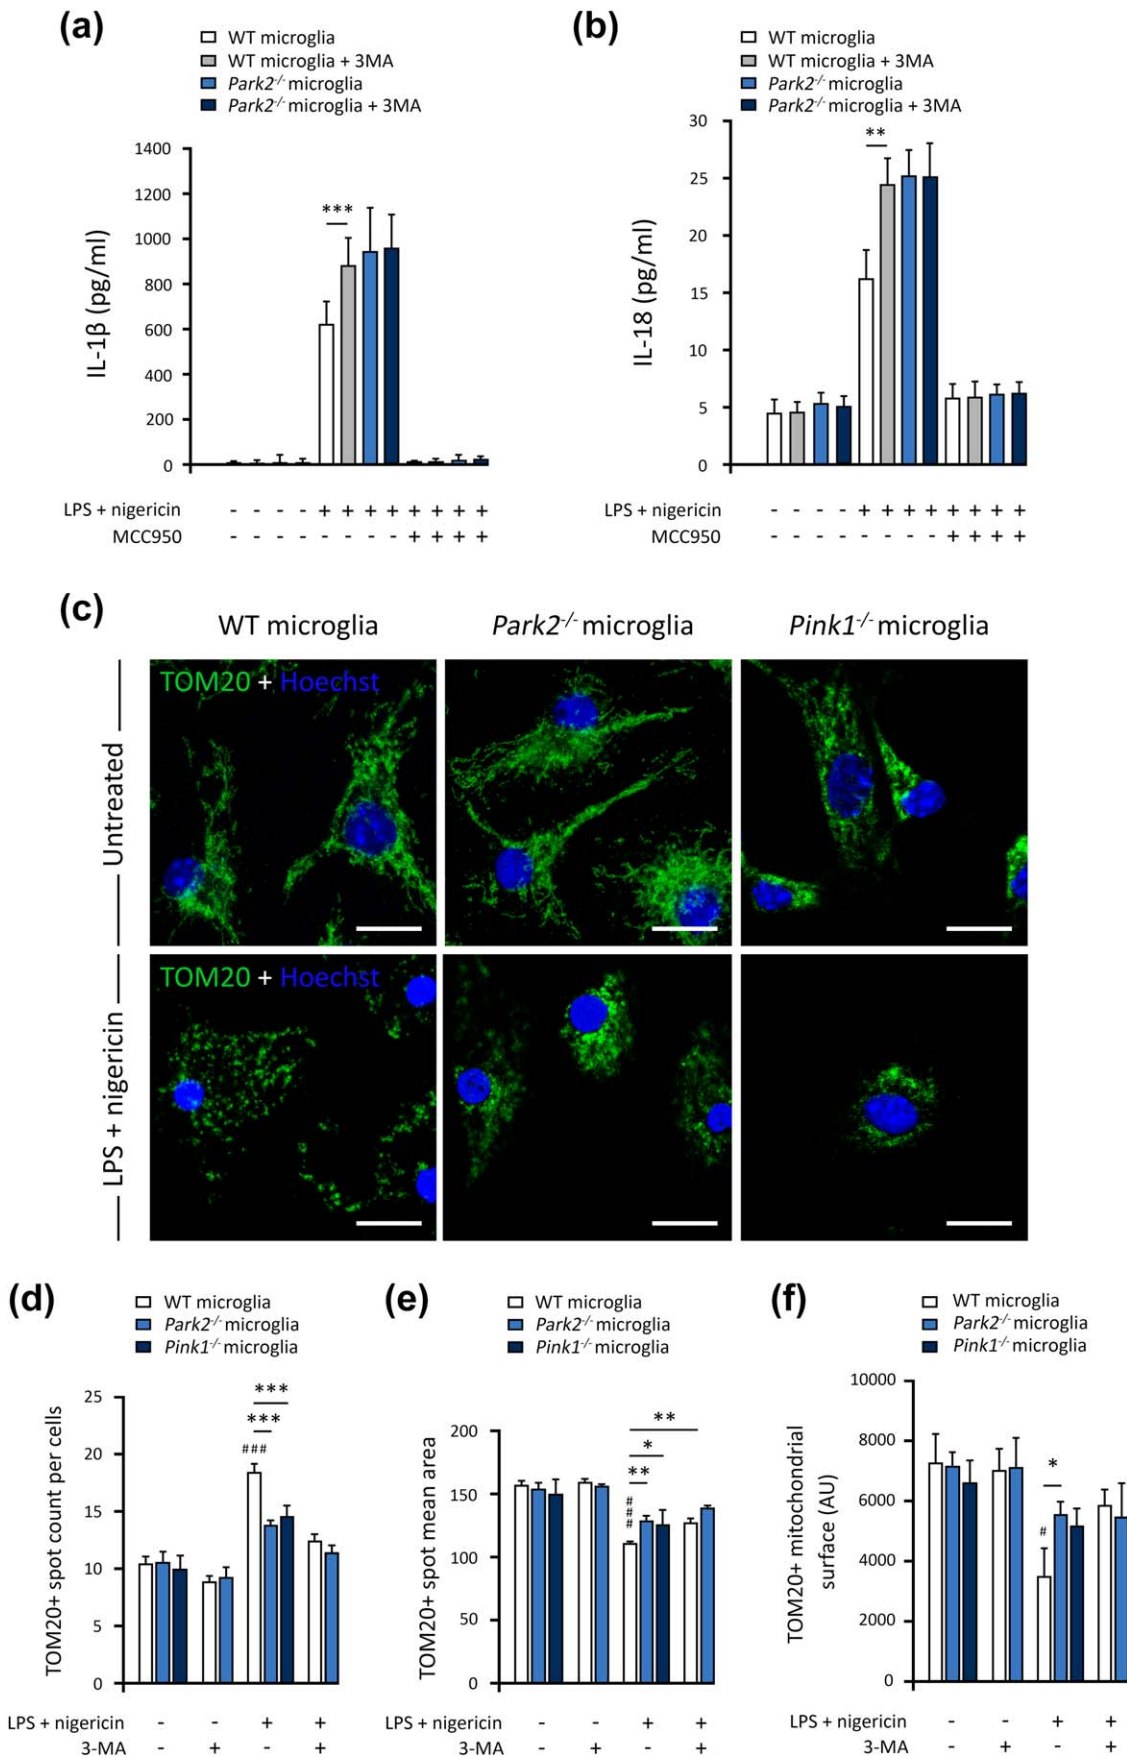 (a)
WT microglia
WT microglia + 3MA
Park2-/- microglia
Park2-/- microglia + 3MA
IL-1β (pg/ml)
1400
1200
1000
800
600
400
200
0
***
LPS + nigericin - - - - + + + + + + + +
MCC950 - - - - - - - - + + + +
(b)
WT microglia
WT microglia + 3MA
Park2-/- microglia
Park2-/- microglia + 3MA
IL-18 (pg/ml)
30
25
20
15
10
5
0
**
LPS + nigericin - - - - + + + + + + + +
MCC950 - - - - - - - - + + + +
(c)
WT microglia
Park2-/- microglia
Pink1-/- microglia
Untreated
TOM20 + Hoechst
LPS + nigericin
TOM20 + Hoechst
(d)
WT microglia
Park2-/- microglia
Pink1-/- microglia
TOM20+ spot count per cells
25
20
15
10
5
0
***
***
###
LPS + nigericin - - + +
3-MA - + - +
(e)
WT microglia
Park2-/- microglia
Pink1-/- microglia
TOM20+ spot mean area
200
150
100
50
0
**
*
**
###
LPS + nigericin - - + +
3-MA - + - +
(f)
WT microglia
Park2-/- microglia
Pink1-/- microglia
TOM20+ mitochondrial
surface (AU)
10000
8000
6000
4000
2000
0
*
#
LPS + nigericin - - + +
3-MA - + - +